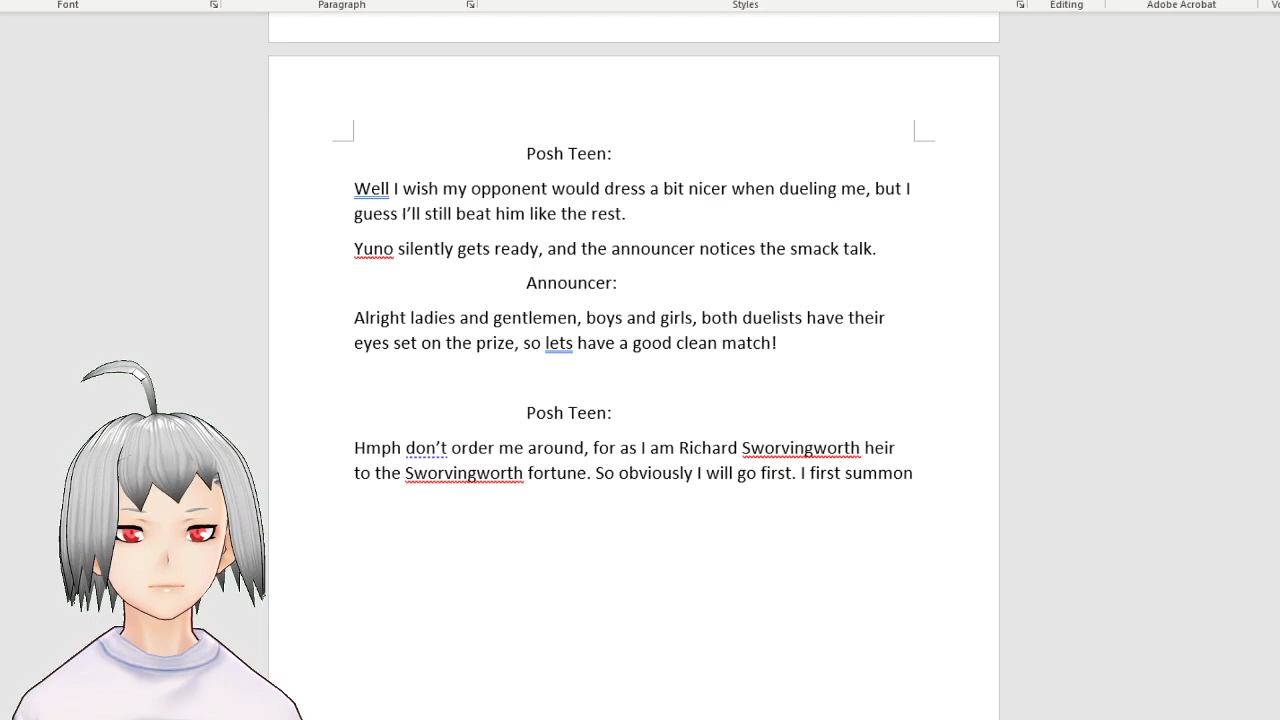 Font
Paragraph
Styles
Editing
Adobe Acrobat
Posh Teen:
Well I wish my opponent would dress a bit nicer when dueling me, but I
guess I’ll still beat him like the rest.
Yuno silently gets ready, and the announcer notices the smack talk.
Announcer:
Alright ladies and gentlemen, boys and girls, both duelists have their
eyes set on the prize, so lets have a good clean match!
Posh Teen:
Hmph don’t order me around, for as I am Richard Sworvingworth heir
to the Sworvingworth fortune. So obviously I will go first. I first summon